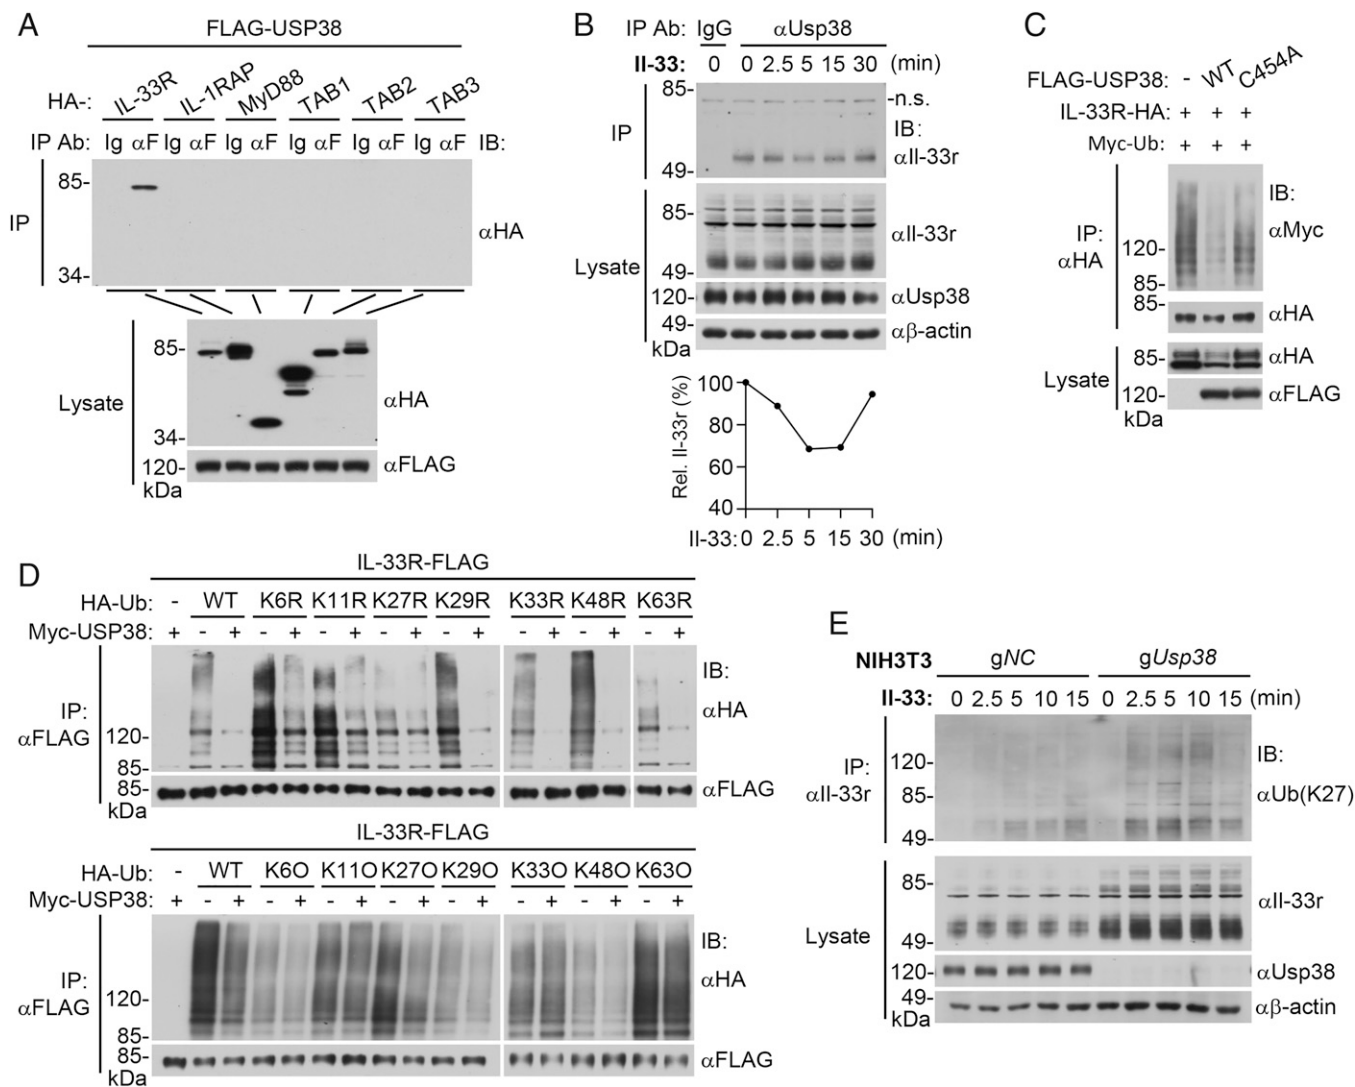 A
FLAG-USP38
HA-: IL-33R IL-1RAP MyD88 TAB1 TAB2 TAB3
IP Ab: Ig αF Ig αF Ig αF Ig αF Ig αF Ig αF IB:
85-
IP
αHA
34-
85-
Lysate
αHA
34-
120-
αFLAG
kDa
B
IP Ab: IgG αUsp38
Il-33: 0 0 2.5 5 15 30 (min)
85-
-n.s.
IP
IB:
αIl-33r
49-
85-
αIl-33r
Lysate
49-
120-
αUsp38
49-
αβ-actin
kDa
Rel. Il-33r (%)
100
80
60
40
Il-33: 0 2.5 5 15 30 (min)
C
FLAG-USP38: - WT C454A
IL-33R-HA: + + +
Myc-Ub: + + +
IB:
IP:
αHA
αMyc
120-
85-
85-
αHA
Lysate
85-
αHA
120-
αFLAG
kDa
D
IL-33R-FLAG
HA-Ub: - WT K6R K11R K27R K29R K33R K48R K63R
Myc-USP38: + - + - + - + - + - + - + - + - +
IB:
IP:
αFLAG
αHA
120-
85-
85-
αFLAG
kDa
IL-33R-FLAG
HA-Ub: - WT K6O K11O K27O K29O K33O K48O K63O
Myc-USP38: + - + - + - + - + - + - + - + - +
IB:
IP:
αFLAG
αHA
120-
85-
85-
αFLAG
kDa
E
NIH3T3 gNC gUsp38
Il-33: 0 2.5 5 10 15 0 2.5 5 10 15 (min)
IB:
IP:
αIl-33r
120-
85-
αUb(K27)
49-
85-
αIl-33r
Lysate
49-
120-
αUsp38
49-
αβ-actin
kDa